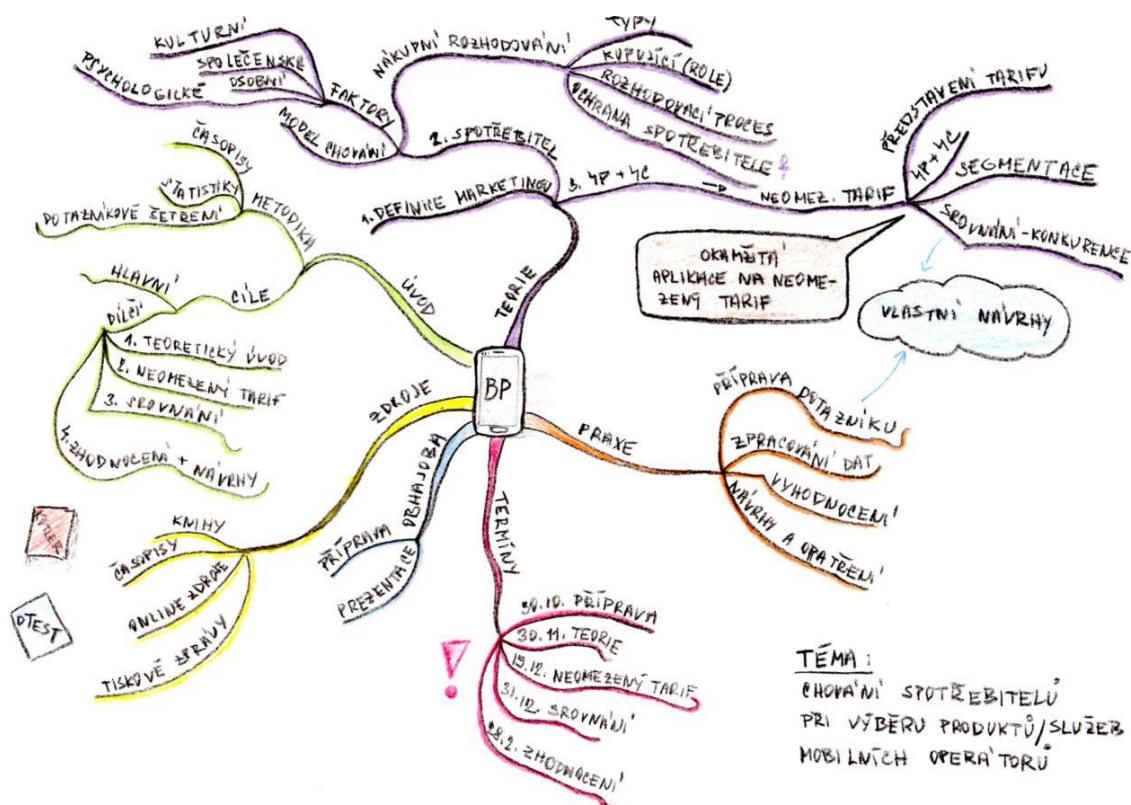 KULTURNÍ
SPOLEČENSKÉ
OSOBNÍ
PSYCHOLOGICKÉ
FAKTORY
MODEL CHOVÁNÍ
NÁKUPNÍ ROZHODOVÁNÍ
TYPY
KUPUJÍCÍ (ROLE)
ROZHODOVACÍ PROCES
OCHRANA SPOTŘEBITELE
2. SPOTŘEBITEL
1. DEFINICE MARKETINGU
3. 4P + 4C
NEOMEZ. TARIF
PŘEDSTAVENÍ TARIFU
4P + 4C
SEGMENTACE
SROVNÁNÍ - KONKURENCE
OKAMŽITÁ
APLIKACE NA NEOME-
ZENÝ TARIF
VLASTNÍ NÁVRHY
TEORIE
ČASOPISY
STATISTIKY
DOTAZNÍKOVÉ ŠETŘENÍ
METODIKA
ÚVOD
HLAVNÍ
CÍLE
DÍLČÍ
1. TEORETICKÝ ÚVOD
2. NEOMEZENÝ TARIF
3. SROVNÁNÍ
4. ZHODNOCENÍ + NÁVRHY
BP
ZDROJE
KNIHY
ČASOPISY
ONLINE ZDROJE
TISKOVÉ ZPRÁVY
KOTLER
DTEST
OBHAJOBA
PŘÍPRAVA
PREZENTACE
TERMÍNY
30.10. PŘÍPRAVA
30.11. TEORIE
15.12. NEOMEZENÝ TARIF
31.12. SROVNÁNÍ
28.2. ZHODNOCENÍ
!
PRAXE
PŘÍPRAVA DOTAZNÍKU
ZPRACOVÁNÍ DAT
VYHODNOCENÍ
NÁVRHY A OPATŘENÍ
TÉMA:
CHOVÁNÍ SPOTŘEBITELŮ
PŘI VÝBĚRU PRODUKTŮ/SLUŽEB
MOBILNÍCH OPERÁTORŮ